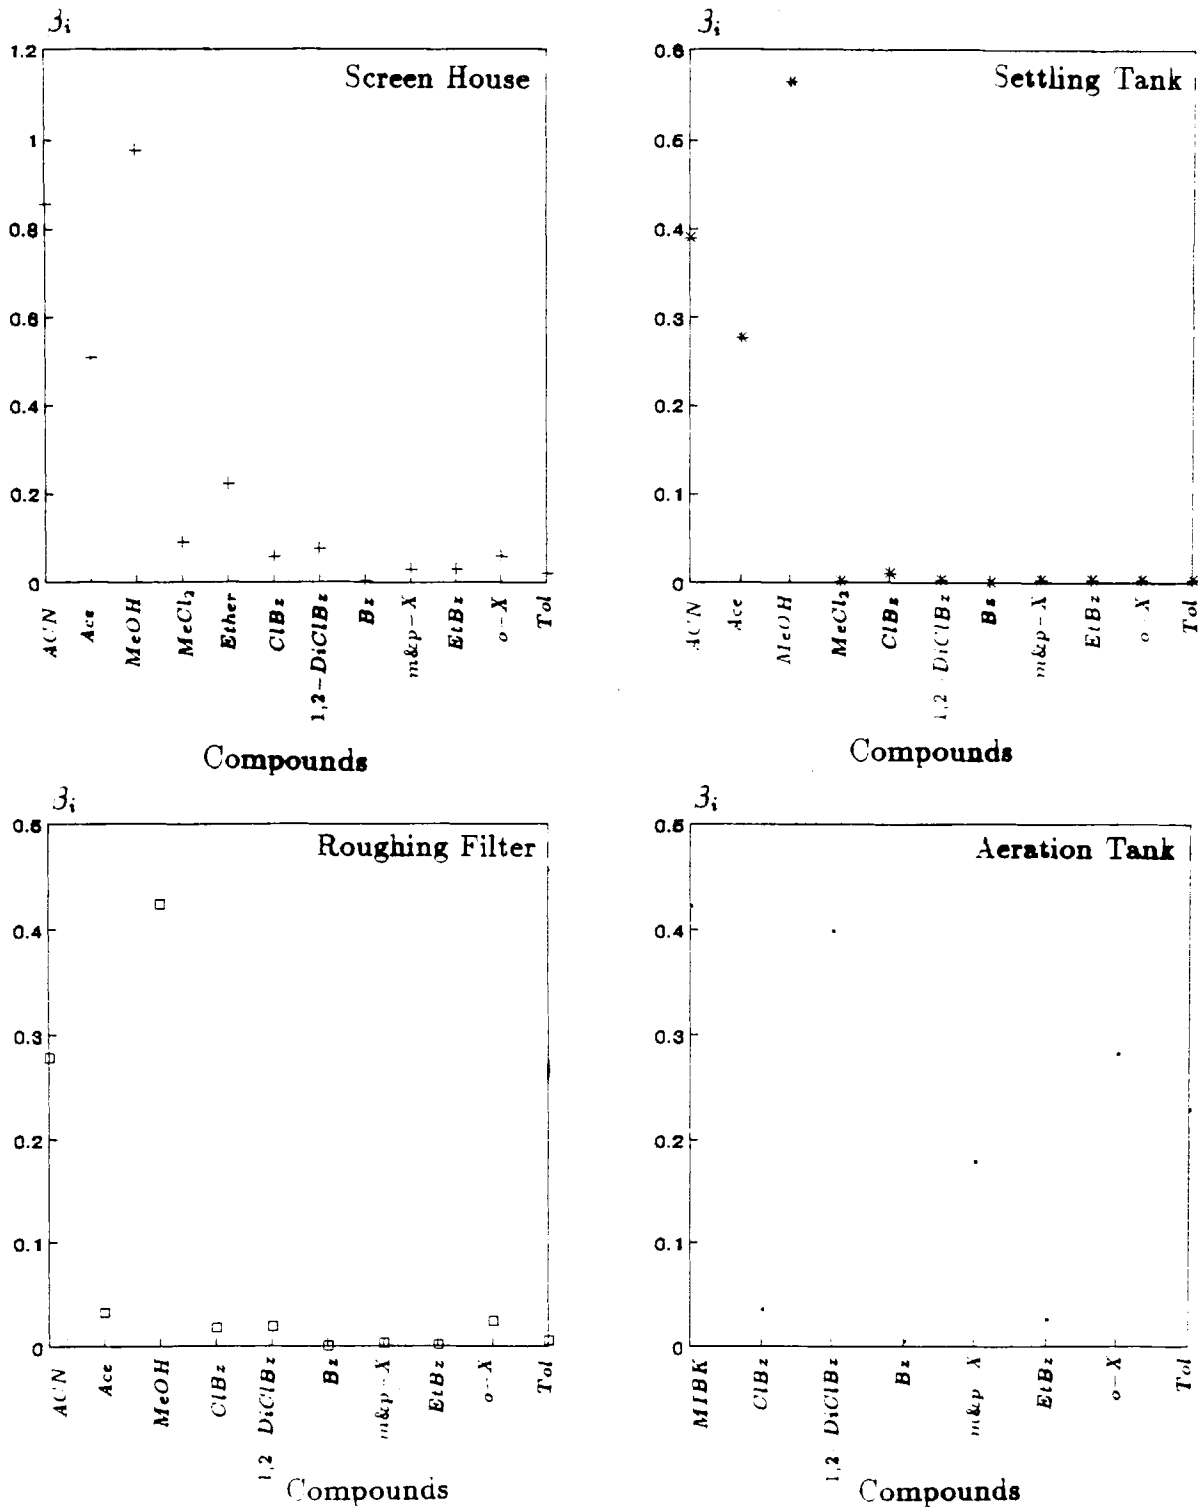 β_i
Screen House
1.2
1
0.8
0.6
0.4
0.2
0
ACN
Ace
MeOH
MeCl₂
Ether
ClBz
1,2-DiClBz
Bz
m&p-X
EtBz
o-X
Tol
Compounds
β_i
Settling Tank
0.6
0.5
0.4
0.3
0.2
0.1
0
ACN
Ace
MeOH
MeCl₂
ClBz
1,2 DiClBz
Bz
m&p-X
EtBz
o-X
Tol
Compounds
β_i
Roughing Filter
0.5
0.4
0.3
0.2
0.1
0
ACN
Ace
MeOH
ClBz
1,2 DiClBz
Bz
m&p-X
EtBz
o-X
Tol
Compounds
β_i
Aeration Tank
0.5
0.4
0.3
0.2
0.1
0
MIBK
ClBz
1,2 DiClBz
Bz
m&p X
EtBz
o-X
Tol
Compounds